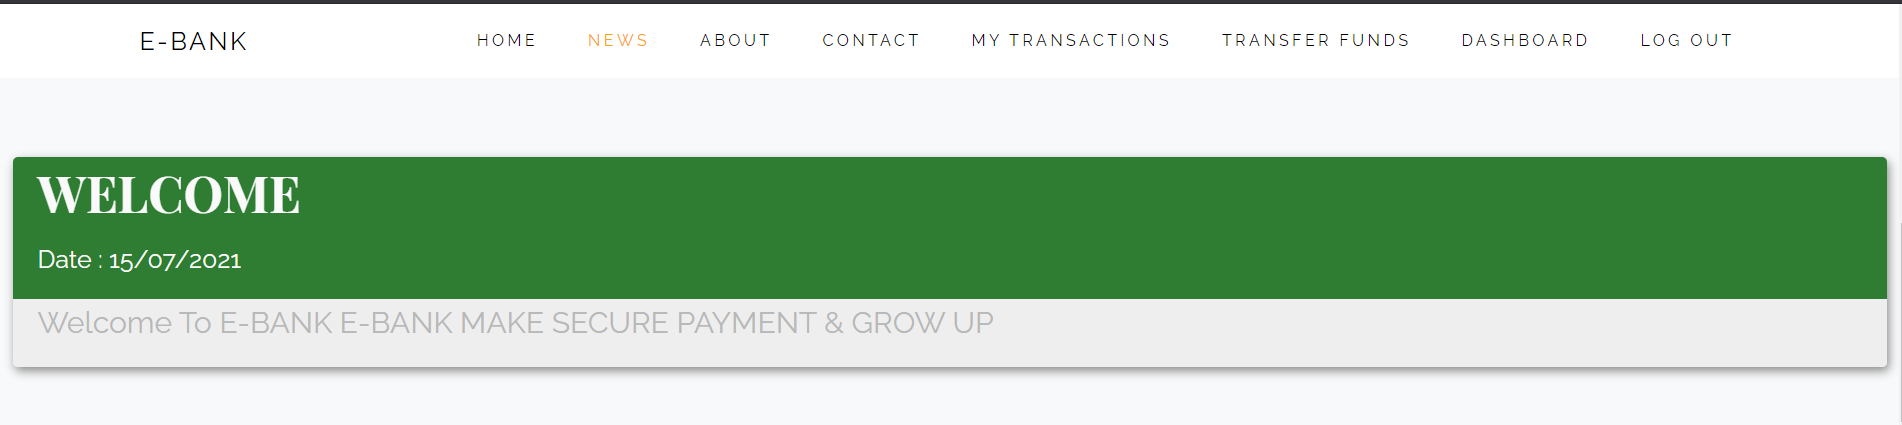 E-BANK HOME NEWS ABOUT CONTACT MY TRANSACTIONS TRANSFER FUNDS DASHBOARD LOG OUT
WELCOME
Date : 15/07/2021
Welcome To E-BANK E-BANK MAKE SECURE PAYMENT & GROW UP